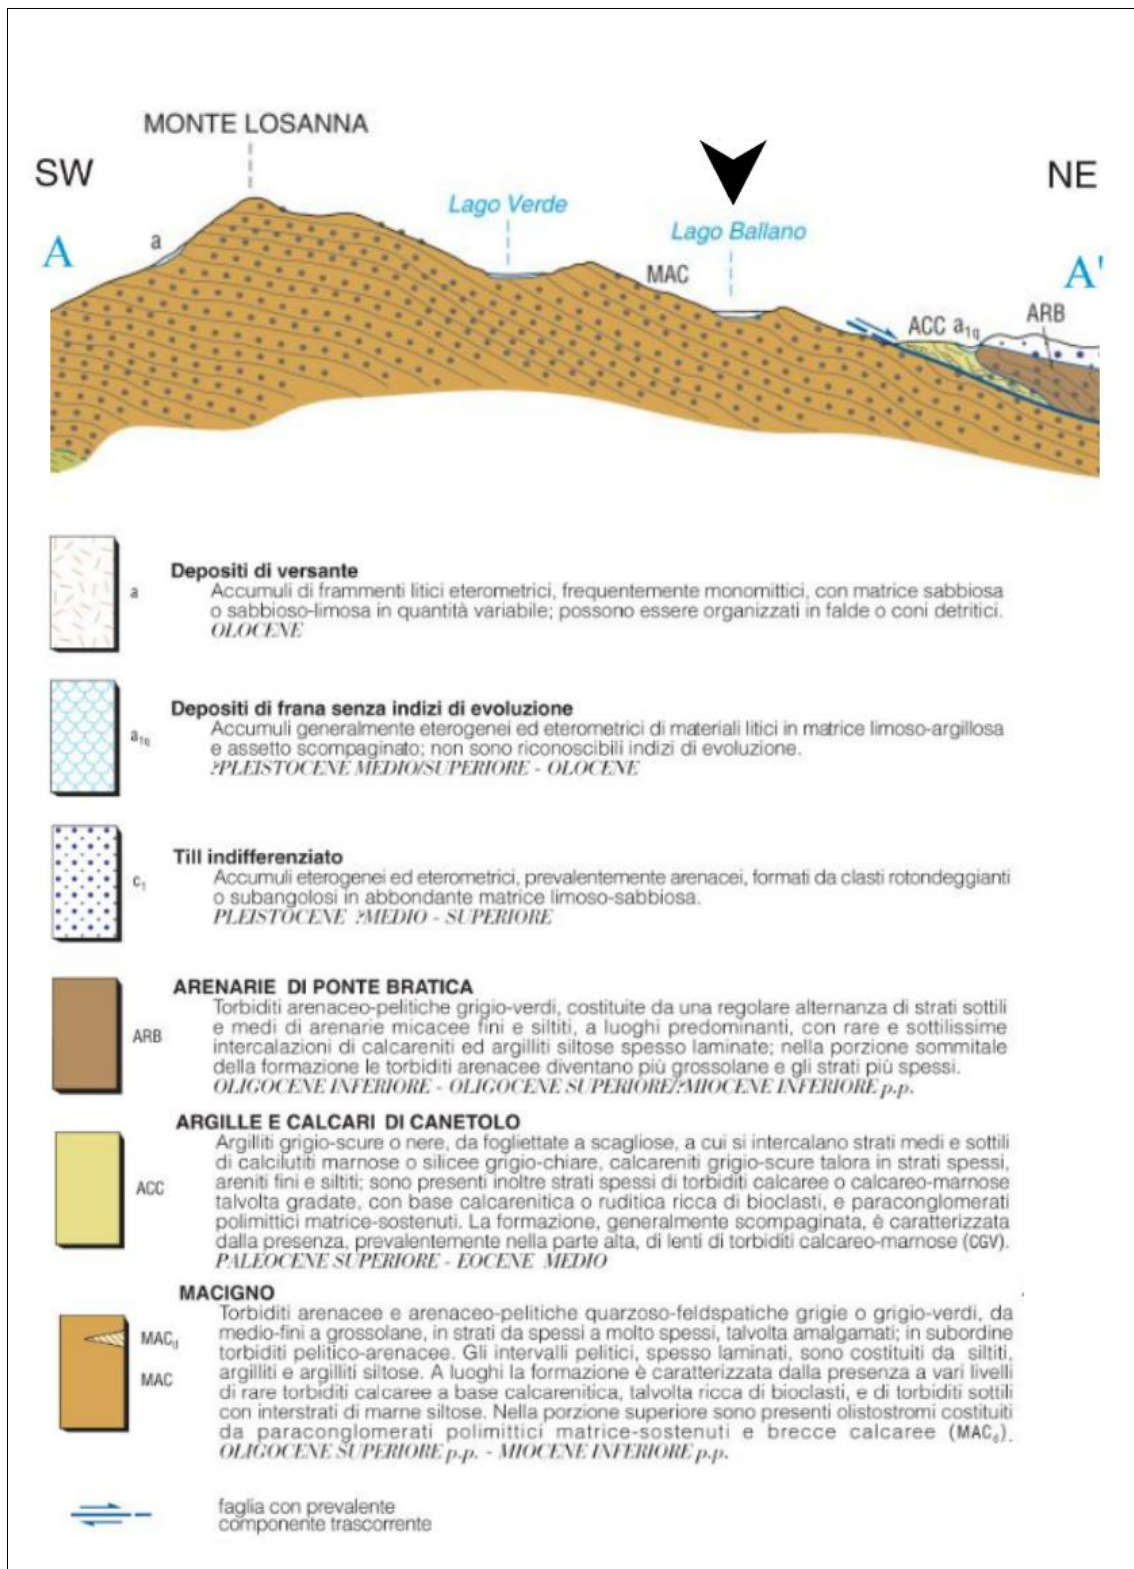 MONTE LOSANNA
SW
NE
Lago Verde
Lago Ballano
A
a
MAC
A'
ACC a1q
ARB
a
Depositi di versante
Accumuli di frammenti litici eterometrici, frequentemente monomittici, con matrice sabbiosa
o sabbioso-limosa in quantità variabile; possono essere organizzati in falde o coni detritici.
OLOCENE
a1q
Depositi di frana senza indizi di evoluzione
Accumuli generalmente eterogenei ed eterometrici di materiali litici in matrice limoso-argillosa
e assetto scompaginato; non sono riconoscibili indizi di evoluzione.
?PLEISTOCENE MEDIO/SUPERIORE - OLOCENE
c1
Till indifferenziato
Accumuli eterogenei ed eterometrici, prevalentemente arenacei, formati da clasti rotondeggianti
o subangolosi in abbondante matrice limoso-sabbiosa.
PLEISTOCENE ?MEDIO - SUPERIORE
ARB
ARENARIE DI PONTE BRATICA
Torbiditi arenaceo-pelitiche grigio-verdi, costituite da una regolare alternanza di strati sottili
e medi di arenarie micacee fini e siltiti, a luoghi predominanti, con rare e sottilissime
intercalazioni di calcareniti ed argilliti siltose spesso laminate; nella porzione sommitale
della formazione le torbiditi arenacee diventano più grossolane e gli strati più spessi.
OLIGOCENE INFERIORE - OLIGOCENE SUPERIORE/?MIOCENE INFERIORE p.p.
ACC
ARGILLE E CALCARI DI CANETOLO
Argilliti grigio-scure o nere, da fogliettate a scagliose, a cui si intercalano strati medi e sottili
di calcilutiti marnose o silicee grigio-chiare, calcareniti grigio-scure talora in strati spessi,
areniti fini e siltiti; sono presenti inoltre strati spessi di torbiditi calcaree o calcareo-marnose
talvolta gradate, con base calcarenitica o ruditica ricca di bioclasti, e paraconglomerati
polimittici matrice-sostenuti. La formazione, generalmente scompaginata, è caratterizzata
dalla presenza, prevalentemente nella parte alta, di lenti di torbiditi calcareo-marnose (CGV).
PALEOCENE SUPERIORE - EOCENE MEDIO
MACd
MAC
MACIGNO
Torbiditi arenacee e arenaceo-pelitiche quarzoso-feldspatiche grigie o grigio-verdi, da
medio-fini a grossolane, in strati da spessi a molto spessi, talvolta amalgamati; in subordine
torbiditi pelitico-arenacee. Gli intervalli pelitici, spesso laminati, sono costituiti da siltiti,
argilliti e argilliti siltose. A luoghi la formazione è caratterizzata dalla presenza a vari livelli
di rare torbiditi calcaree a base calcarenitica, talvolta ricca di bioclasti, e di torbiditi sottili
con interstrati di marne siltose. Nella porzione superiore sono presenti olistostromi costituiti
da paraconglomerati polimittici matrice-sostenuti e brecce calcaree (MACd).
OLIGOCENE SUPERIORE p.p. - MIOCENE INFERIORE p.p.
faglia con prevalente
componente trascorrente